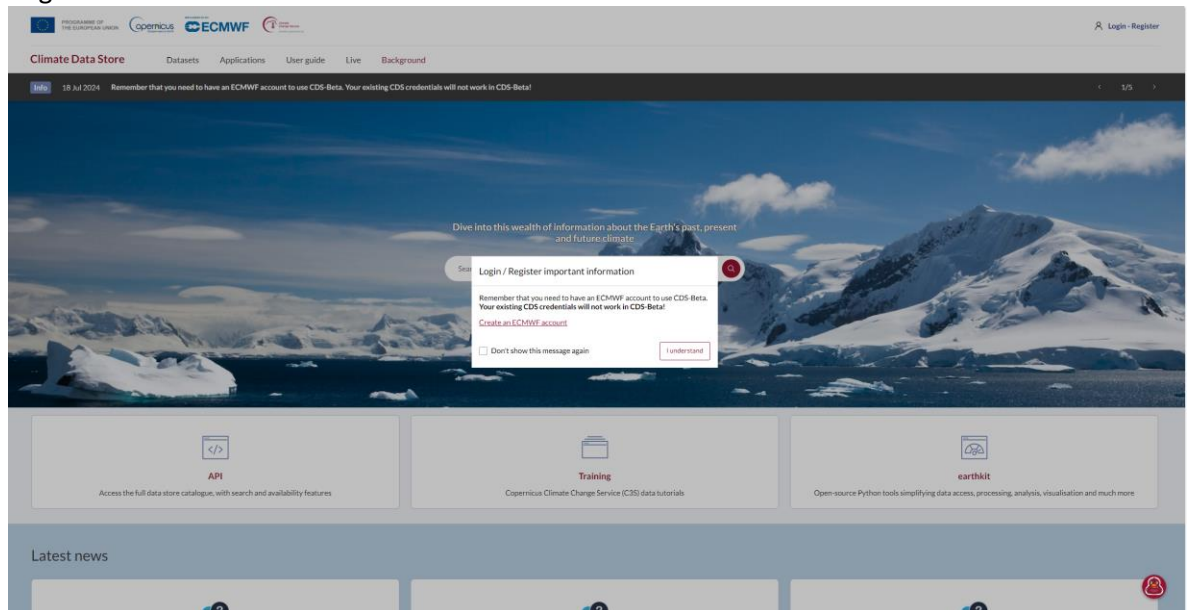 PROGRAMME OF
THE EUROPEAN UNION
Copernicus
ECMWF
Login - Register
Climate Data Store
Datasets
Applications
User guide
Live
Background
Info
18 Jul 2024
Remember that you need to have an ECMWF account to use CDS-Beta. Your existing CDS credentials will not work in CDS-Beta!
1/5
Dive into this wealth of information about the Earth's past, present
and future climate
Login / Register important information
Remember that you need to have an ECMWF account to use CDS-Beta.
Your existing CDS credentials will not work in CDS-Beta!
Create an ECMWF account
Don't show this message again
I understand
</>
API
Access the full data store catalogue, with search and availability features
Training
Copernicus Climate Change Service (C3S) data tutorials
earthkit
Open-source Python tools simplifying data access, processing, analysis, visualisation and much more
Latest news